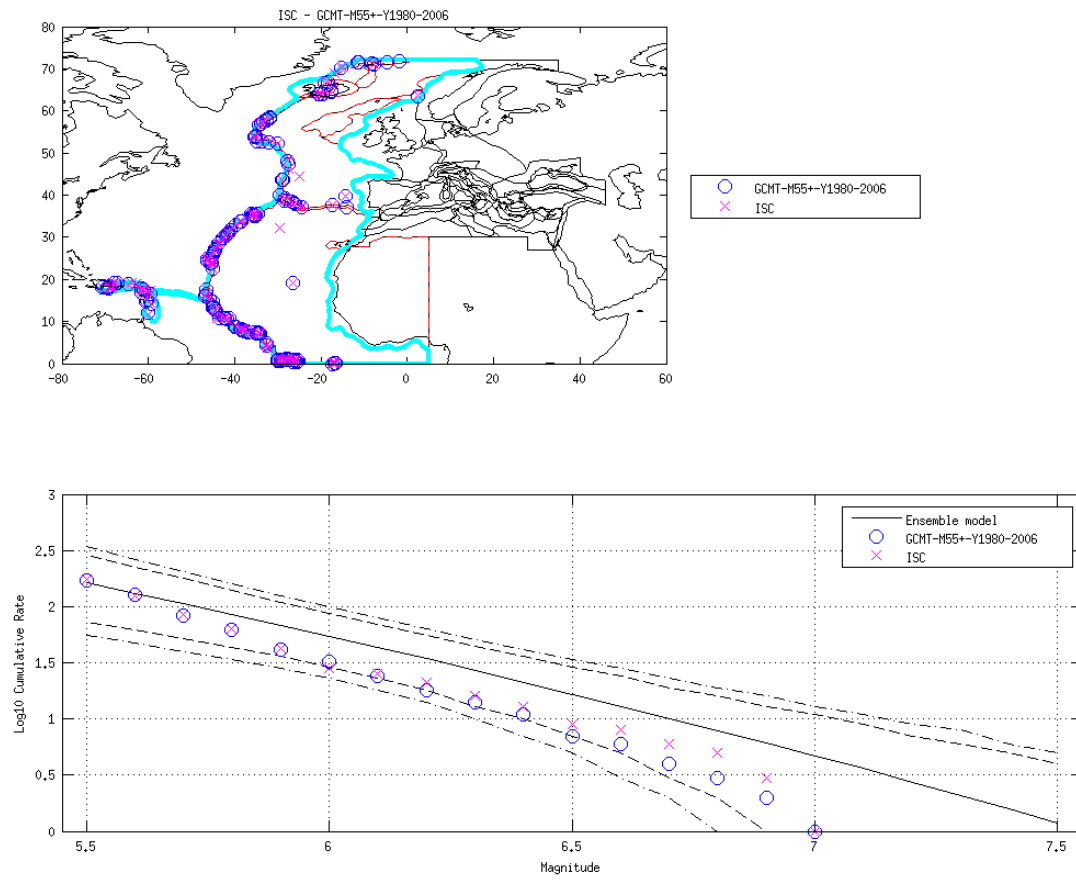 ISC - GCMT-M55+-Y1980-2006
80
70
60
50
40
30
20
10
0
-80 -60 -40 -20 0 20 40 60
GCMT-M55+-Y1980-2006
ISC
3
2.5
2
1.5
1
0.5
0
Log10 Cumulative Rate
5.5 6 6.5 7 7.5
Magnitude
Ensemble model
GCMT-M55+-Y1980-2006
ISC